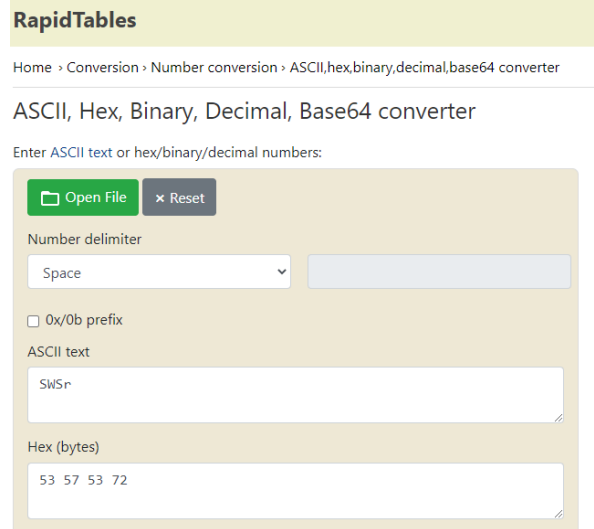 RapidTables
Home › Conversion › Number conversion › ASCII,hex,binary,decimal,base64 converter
ASCII, Hex, Binary, Decimal, Base64 converter
Enter ASCII text or hex/binary/decimal numbers:
Open File × Reset
Number delimiter
Space
0x/0b prefix
ASCII text
SWSr
Hex (bytes)
53 57 53 72